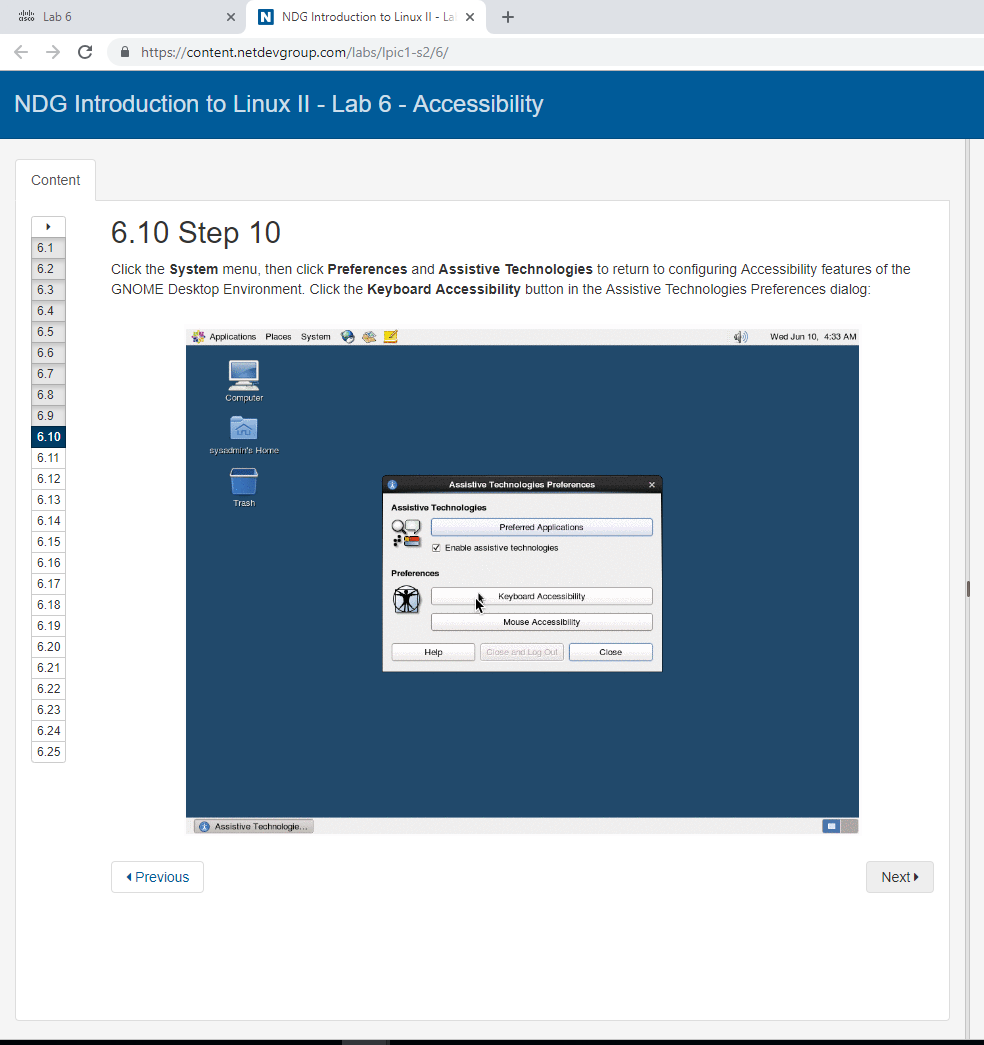 Lab 6
NDG Introduction to Linux II - La
https://content.netdevgroup.com/labs/lpic1-s2/6/
NDG Introduction to Linux II - Lab 6 - Accessibility
Content
6.1
6.2
6.3
6.4
6.5
6.6
6.7
6.8
6.9
6.10
6.11
6.12
6.13
6.14
6.15
6.16
6.17
6.18
6.19
6.20
6.21
6.22
6.23
6.24
6.25
6.10 Step 10
Click the System menu, then click Preferences and Assistive Technologies to return to configuring Accessibility features of the
GNOME Desktop Environment. Click the Keyboard Accessibility button in the Assistive Technologies Preferences dialog:
Applications Places System Wed Jun 10, 4:33 AM
Computer
sysadmin's Home
Trash
Assistive Technologies Preferences
Assistive Technologies
Preferred Applications
Enable assistive technologies
Preferences
Keyboard Accessibility
Mouse Accessibility
Help Close and Log Out Close
Assistive Technologie...
Previous Next